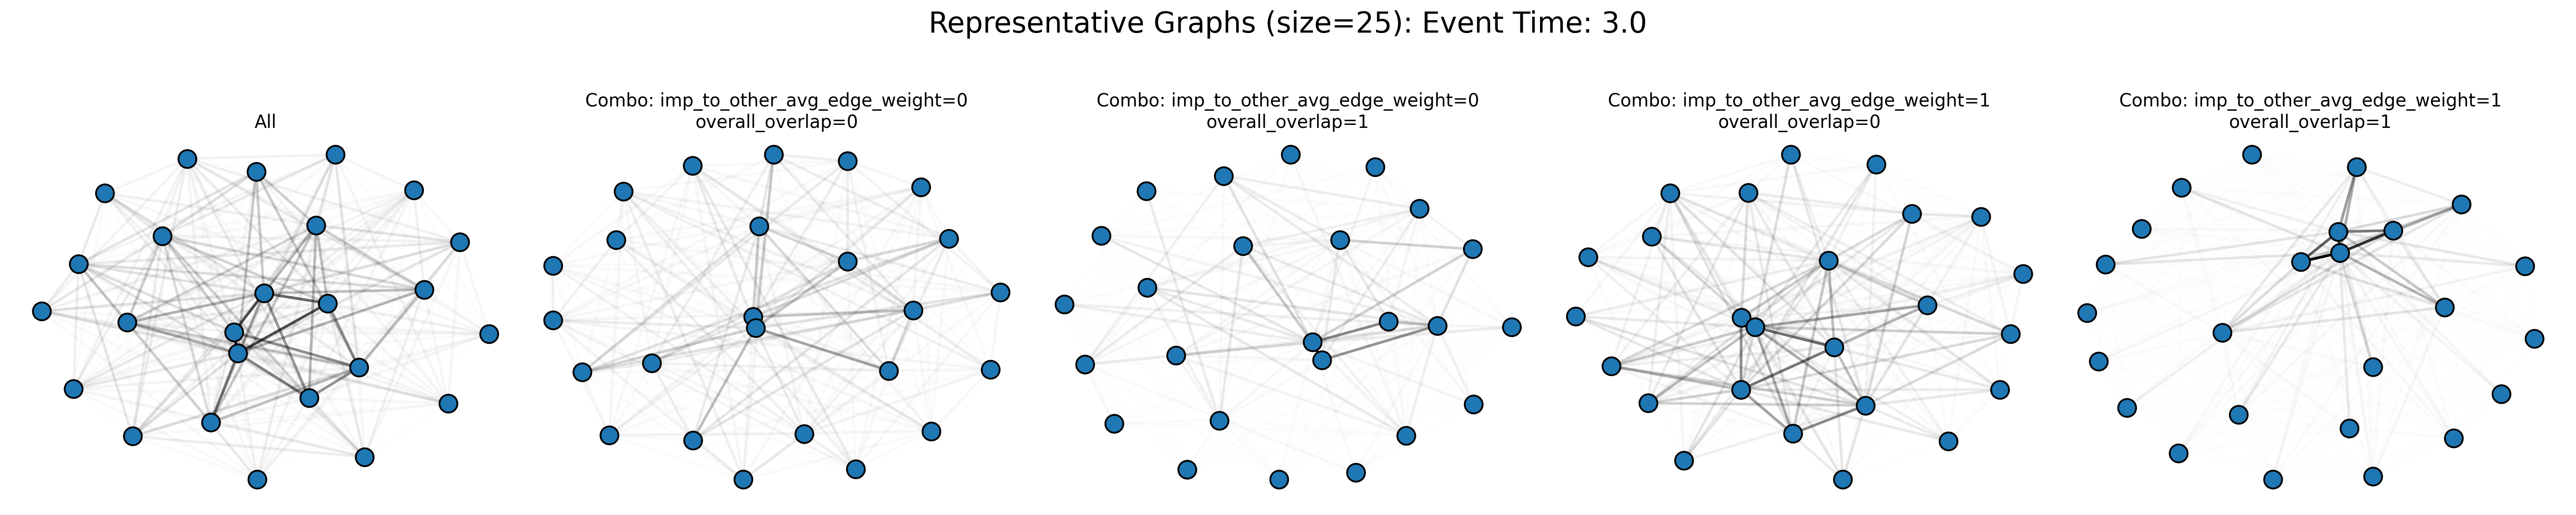 Representative Graphs (size=25): Event Time: 3.0
All
Combo: imp_to_other_avg_edge_weight=0
overall_overlap=0
Combo: imp_to_other_avg_edge_weight=0
overall_overlap=1
Combo: imp_to_other_avg_edge_weight=1
overall_overlap=0
Combo: imp_to_other_avg_edge_weight=1
overall_overlap=1